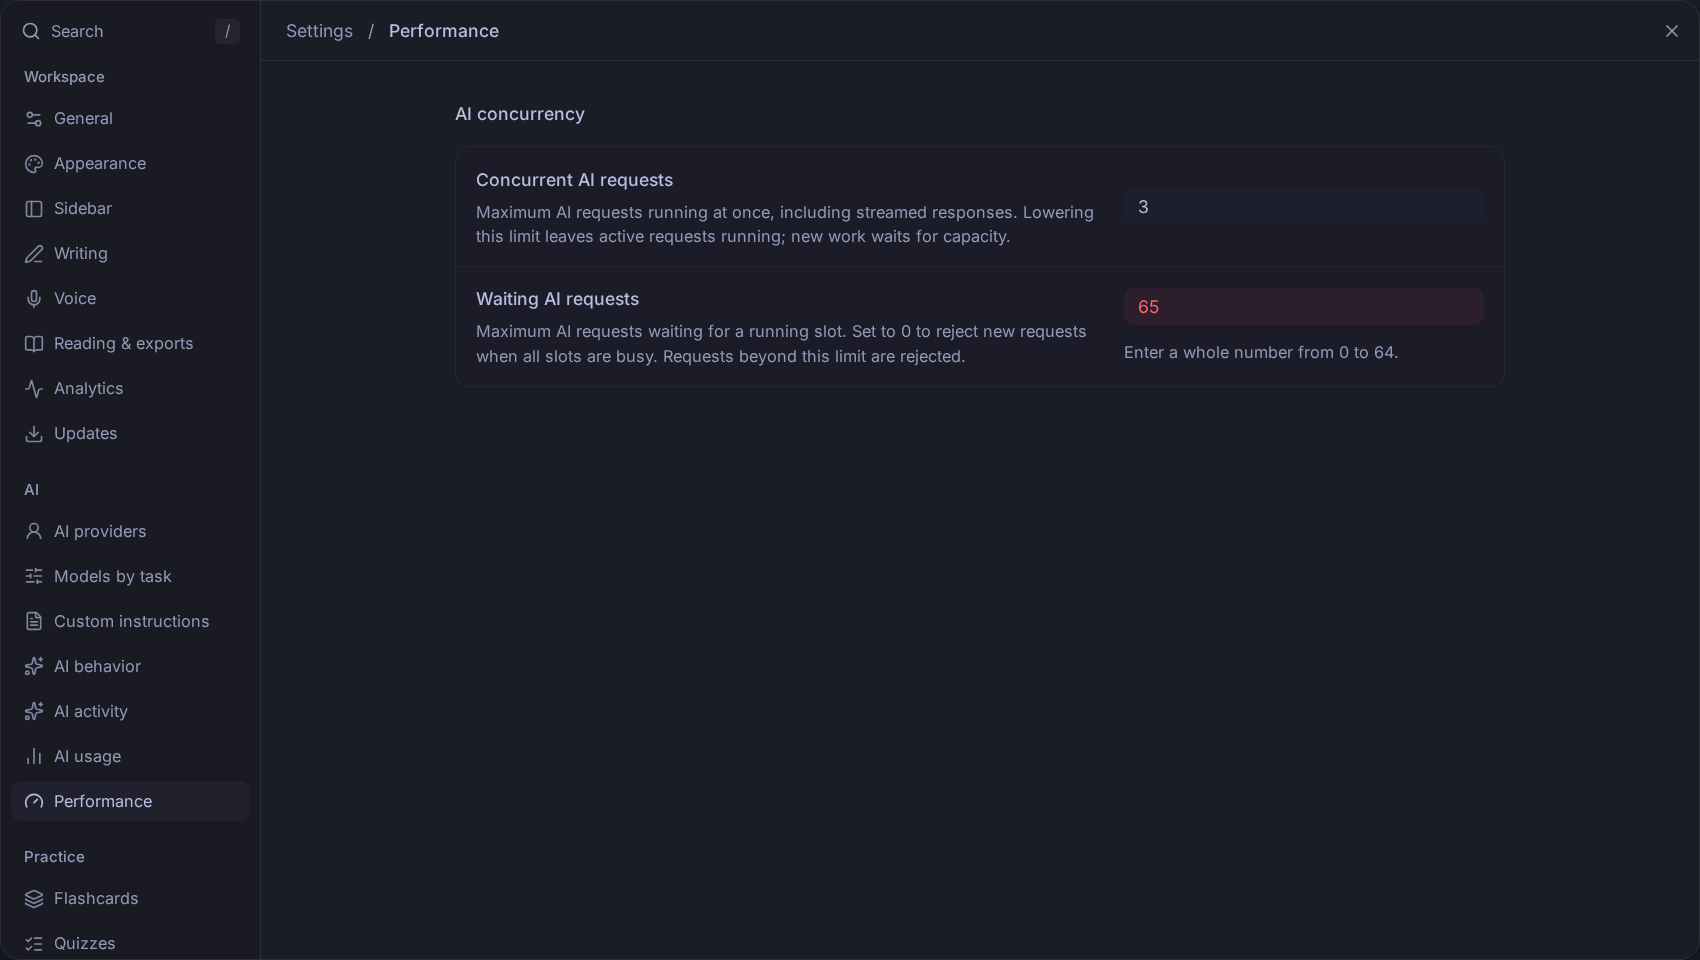 Search
/
Workspace
General
Appearance
Sidebar
Writing
Voice
Reading & exports
Analytics
Updates
AI
AI providers
Models by task
Custom instructions
AI behavior
AI activity
AI usage
Performance
Practice
Flashcards
Quizzes
Settings / Performance
AI concurrency
Concurrent AI requests
Maximum AI requests running at once, including streamed responses. Lowering
this limit leaves active requests running; new work waits for capacity.
3
Waiting AI requests
Maximum AI requests waiting for a running slot. Set to 0 to reject new requests
when all slots are busy. Requests beyond this limit are rejected.
65
Enter a whole number from 0 to 64.